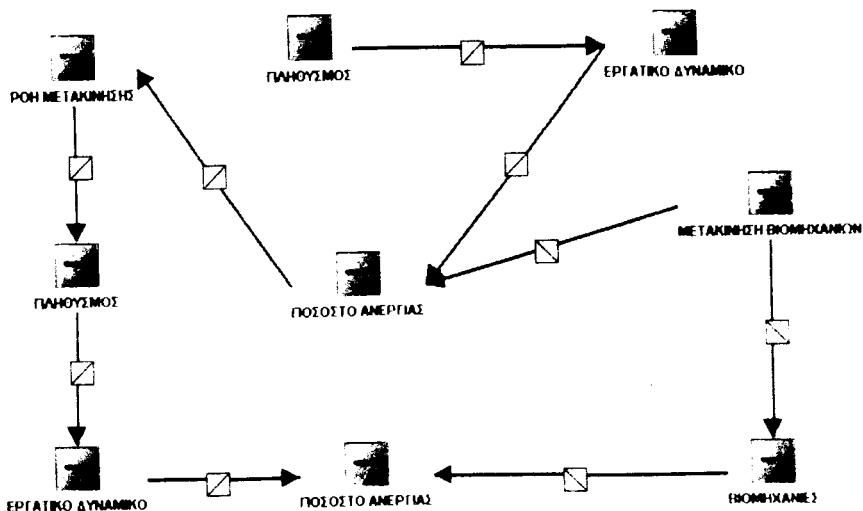 ΡΟΗ ΜΕΤΑΚΙΝΗΣΗΣ
ΠΛΗΘΥΣΜΟΣ
ΕΡΓΑΤΙΚΟ ΔΥΝΑΜΙΚΟ
ΜΕΤΑΚΙΝΗΣΗ ΒΙΟΜΗΧΑΝΙΩΝ
ΠΛΗΘΥΣΜΟΣ
ΠΟΣΟΣΤΟ ΑΝΕΡΓΙΑΣ
ΕΡΓΑΤΙΚΟ ΔΥΝΑΜΙΚΟ
ΠΟΣΟΣΤΟ ΑΝΕΡΓΙΑΣ
ΒΙΟΜΗΧΑΝΙΕΣ